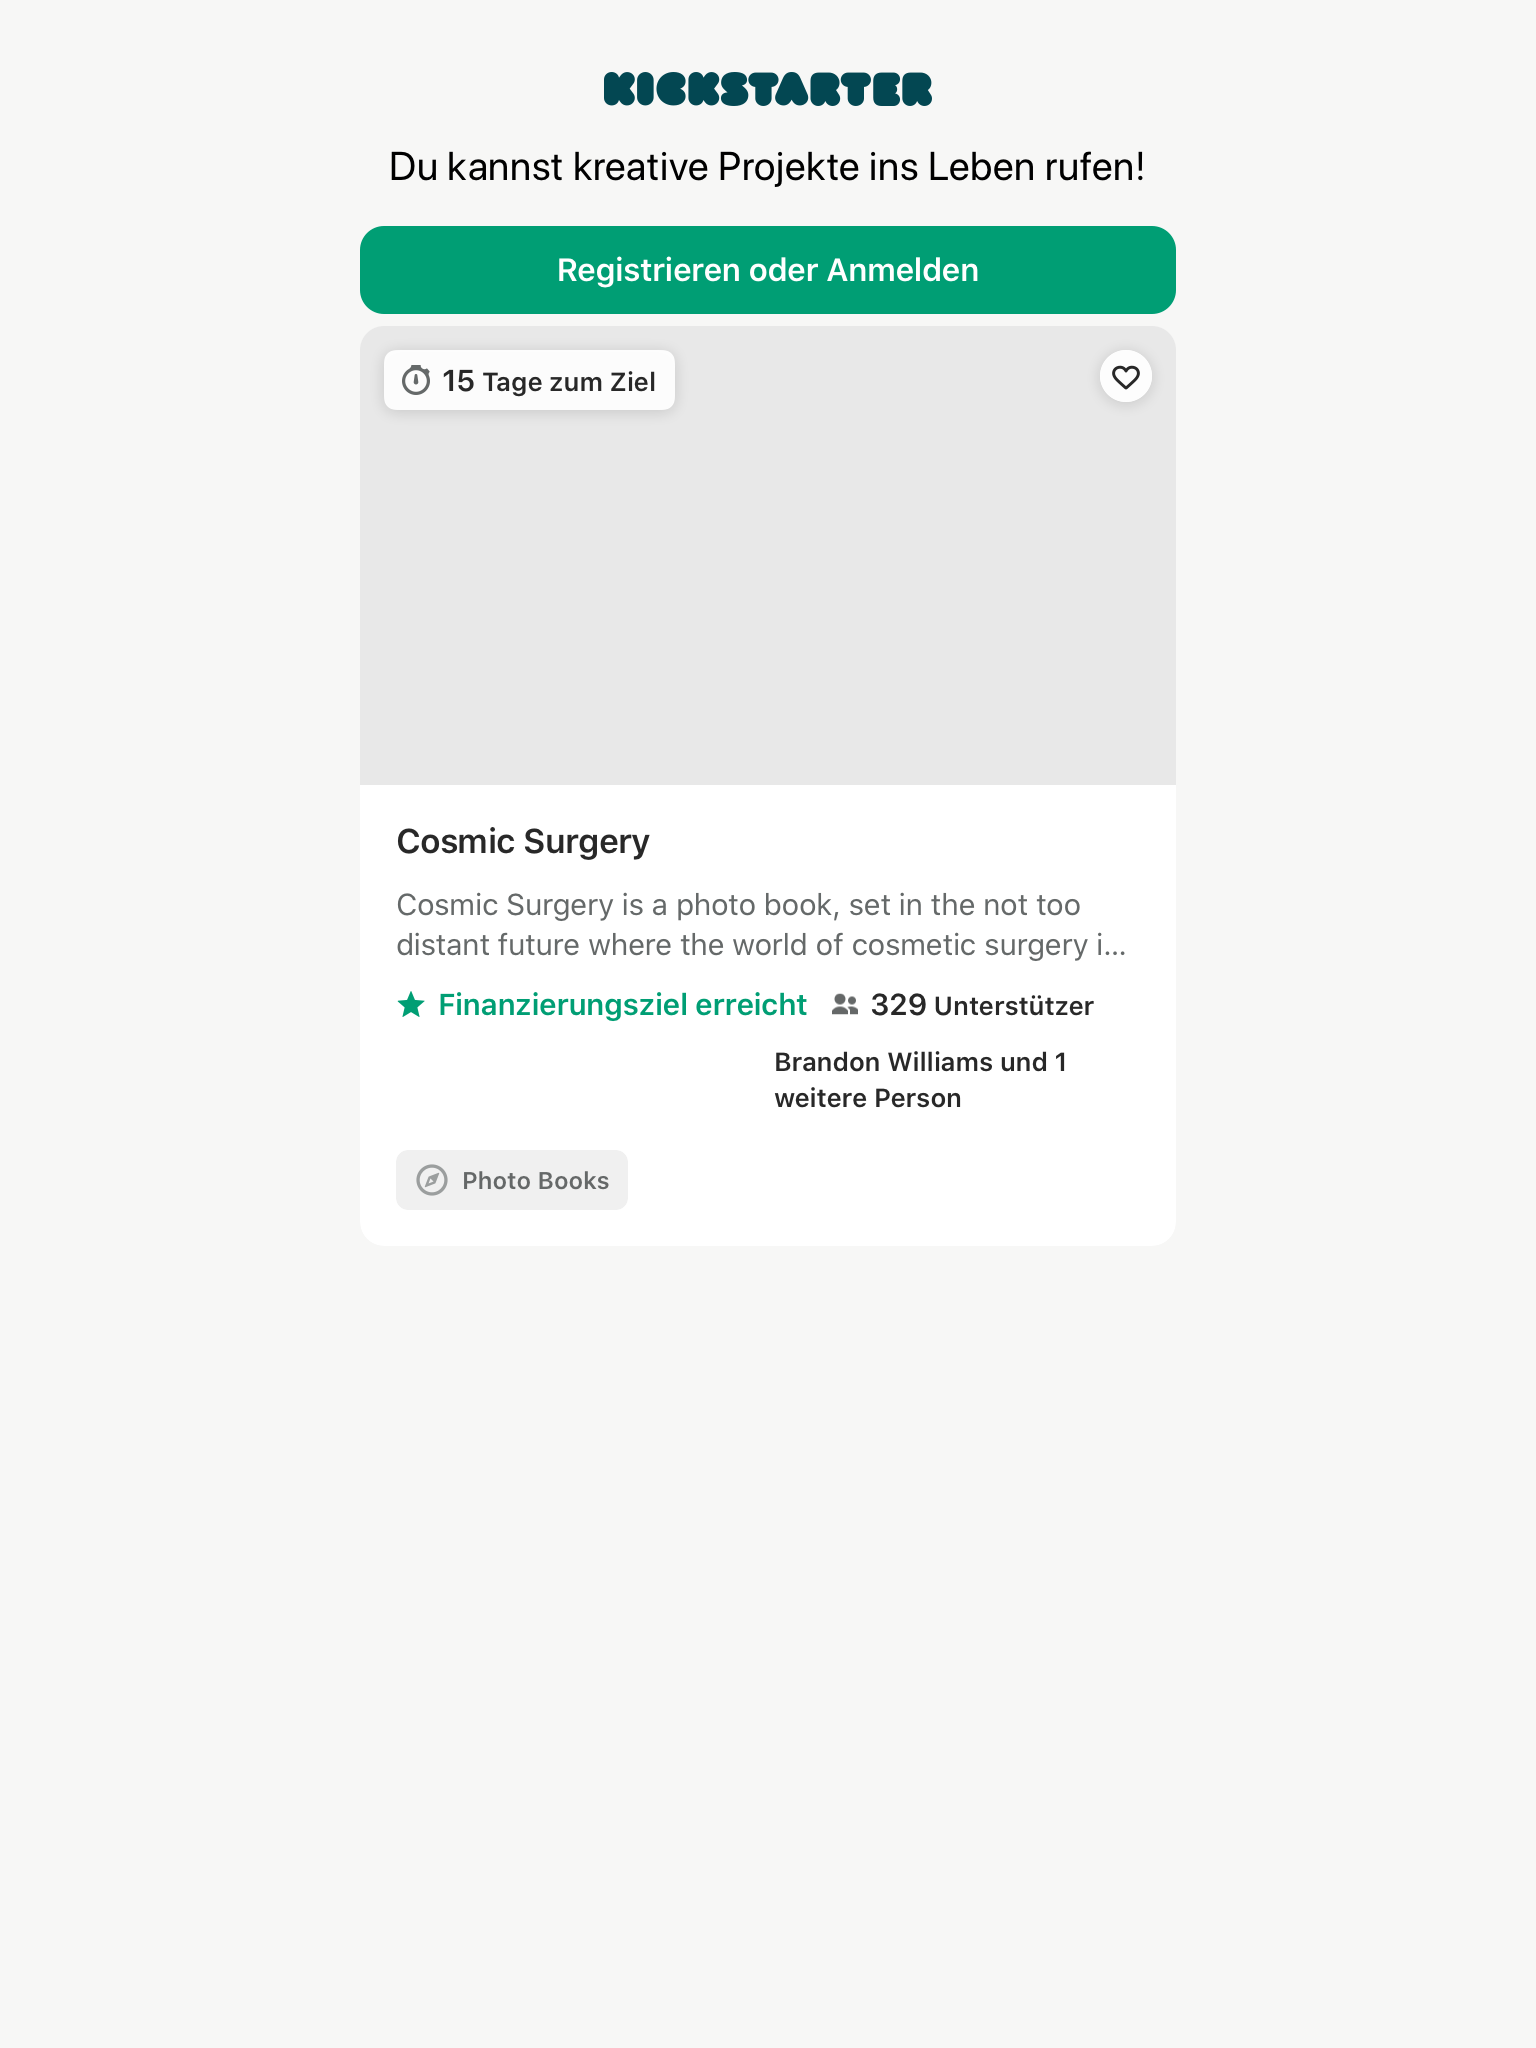 KICKSTARTER
Du kannst kreative Projekte ins Leben rufen!
Registrieren oder Anmelden
15 Tage zum Ziel
Cosmic Surgery
Cosmic Surgery is a photo book, set in the not too
distant future where the world of cosmetic surgery i...
Finanzierungsziel erreicht 329 Unterstützer
Brandon Williams und 1
weitere Person
Photo Books